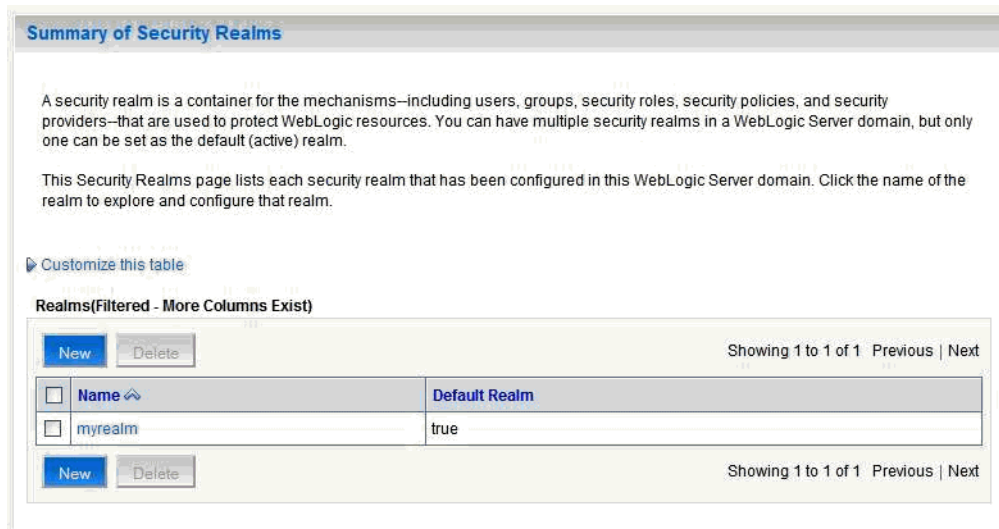 Summary of Security Realms
A security realm is a container for the mechanisms--including users, groups, security roles, security policies, and security
providers--that are used to protect WebLogic resources. You can have multiple security realms in a WebLogic Server domain, but only
one can be set as the default (active) realm.
This Security Realms page lists each security realm that has been configured in this WebLogic Server domain. Click the name of the
realm to explore and configure that realm.
Customize this table
Realms(Filtered - More Columns Exist)
New Delete Showing 1 to 1 of 1 Previous | Next
Name Default Realm
myrealm true
New Delete Showing 1 to 1 of 1 Previous | Next